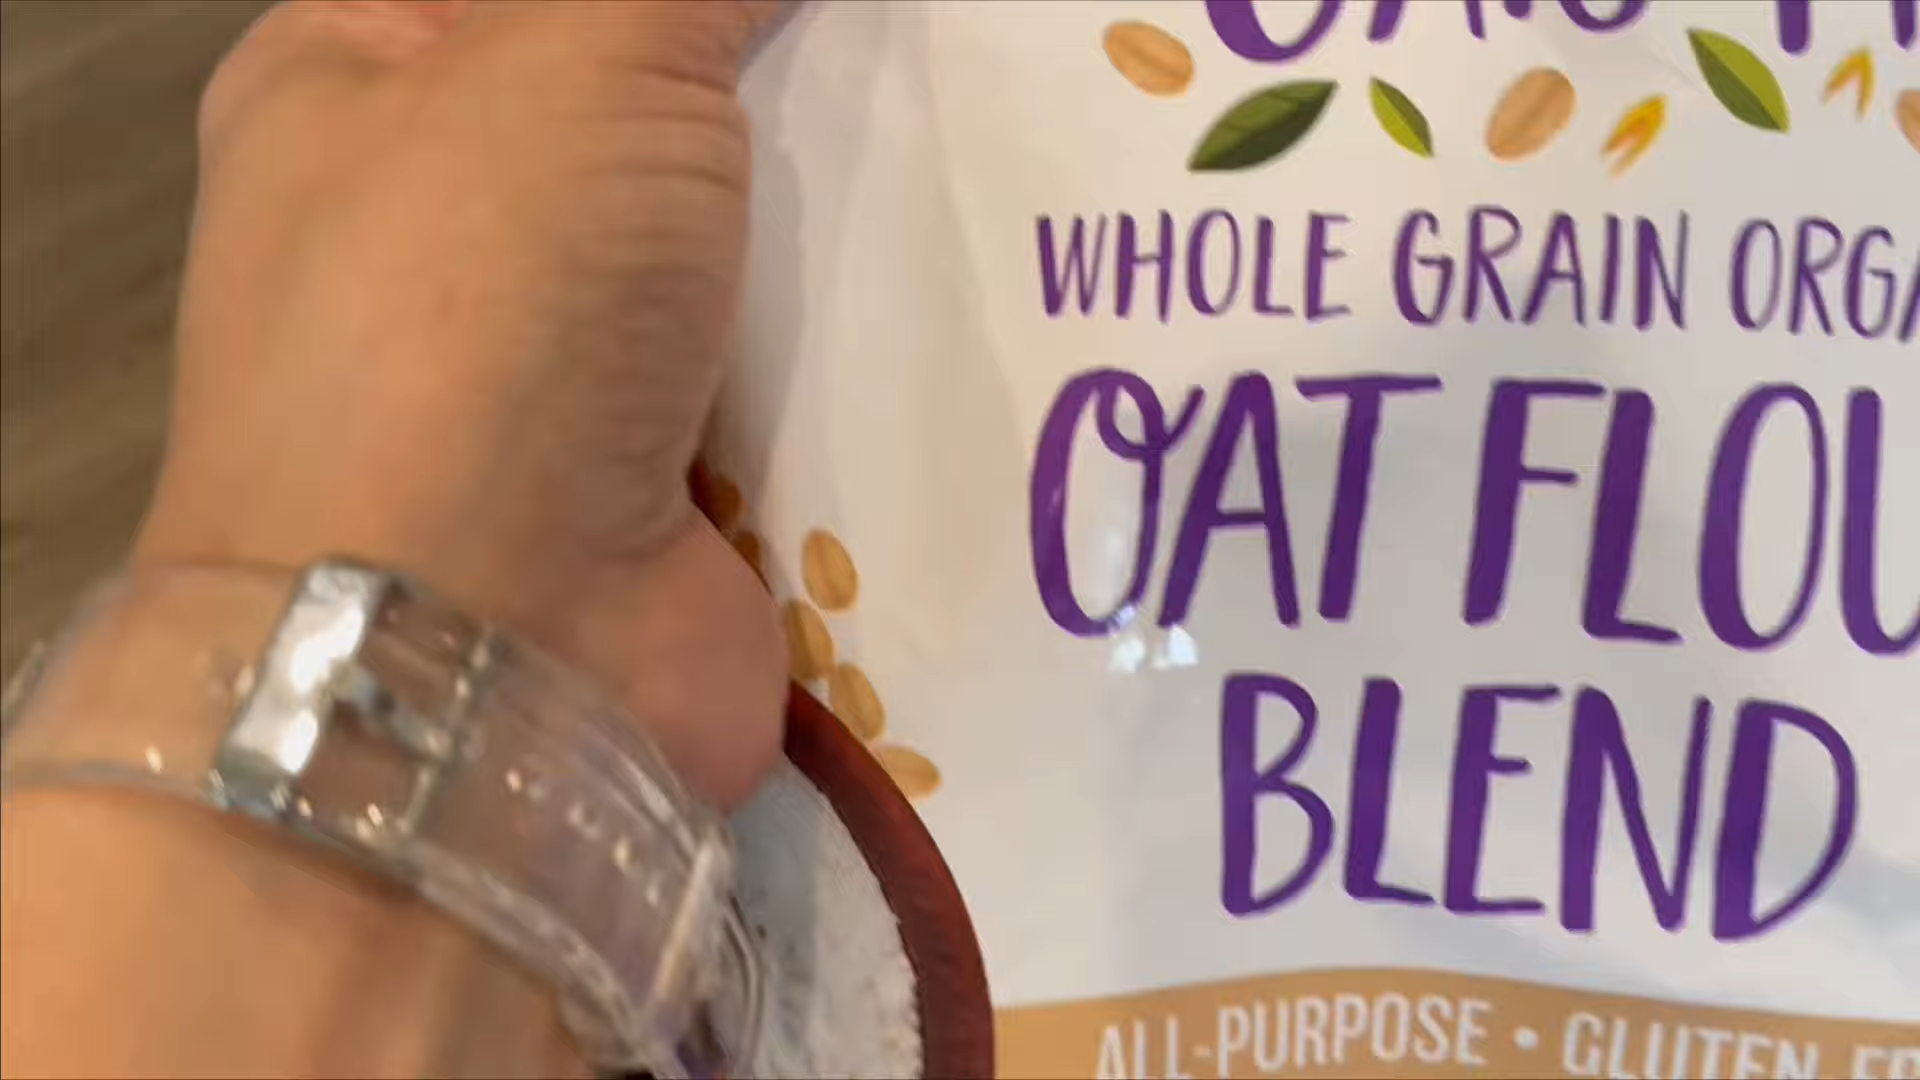 WHOLE GRAIN ORGA
OAT FLOU
BLEND
ALL-PURPOSE • GLUTEN FR